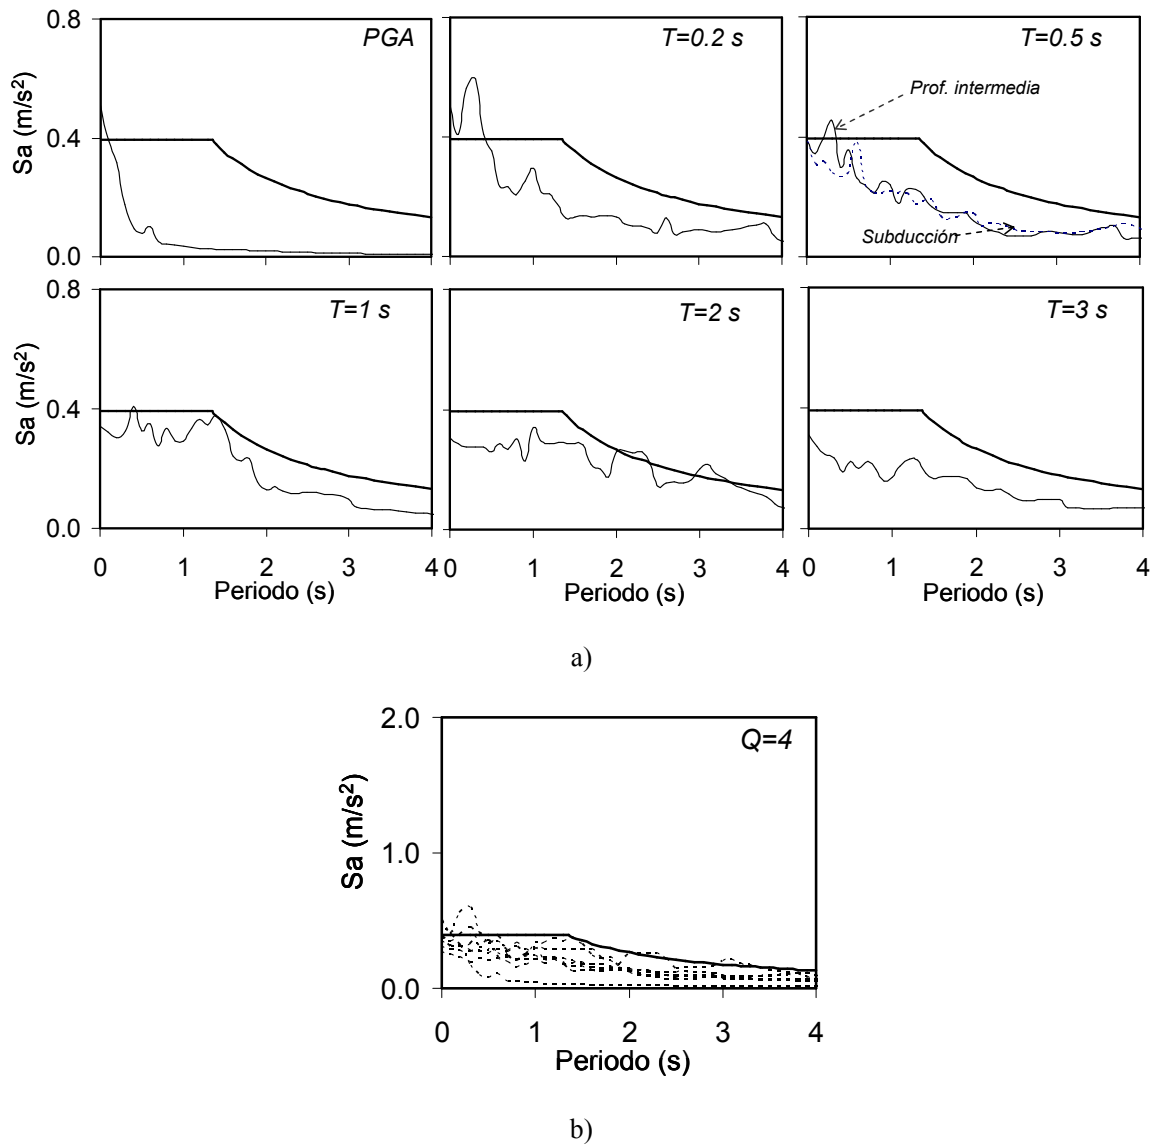 0.8
PGA
T=0.2 s
T=0.5 s
Prof. intermedia
Sa (m/s²)
0.4
Subducción
0.0
0.8
T=1 s
T=2 s
T=3 s
Sa (m/s²)
0.4
0.0
0 1 2 3 4 0 1 2 3 4 0 1 2 3 4
Periodo (s) Periodo (s) Periodo (s)
a)
2.0
Q=4
Sa (m/s²)
1.0
0.0
0 1 2 3 4
Periodo (s)
b)